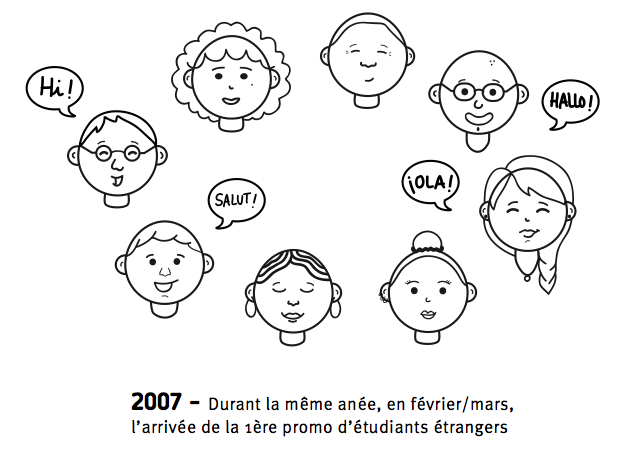 Hi!
HALLO!
¡OLA!
SALUT!
2007 - Durant la même anée, en février/mars,
l'arrivée de la 1ère promo d'étudiants étrangers